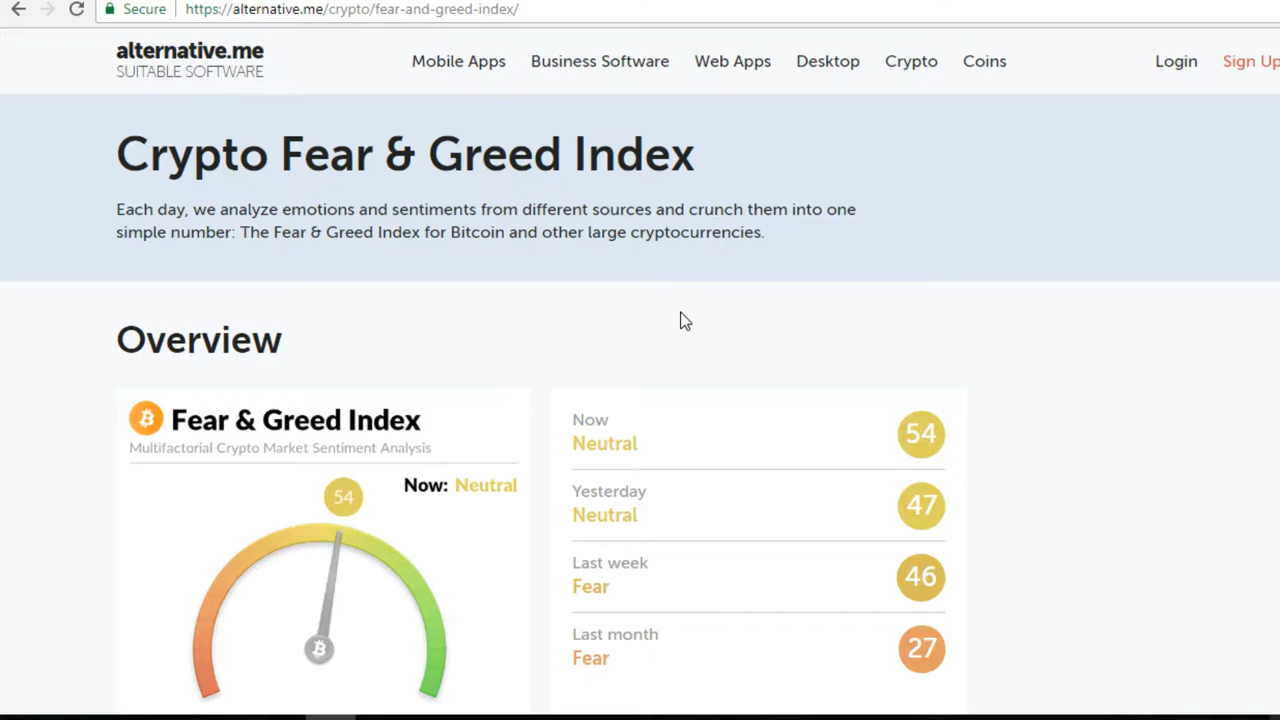 Secure https://alternative.me/crypto/fear-and-greed-index/
alternative.me
SUITABLE SOFTWARE
Mobile Apps Business Software Web Apps Desktop Crypto Coins Login Sign Up
Crypto Fear & Greed Index
Each day, we analyze emotions and sentiments from different sources and crunch them into one
simple number: The Fear & Greed Index for Bitcoin and other large cryptocurrencies.
Overview
Fear & Greed Index
Multifactorial Crypto Market Sentiment Analysis
Now: Neutral
54
Now
Neutral
54
Yesterday
Neutral
47
Last week
Fear
46
Last month
Fear
27